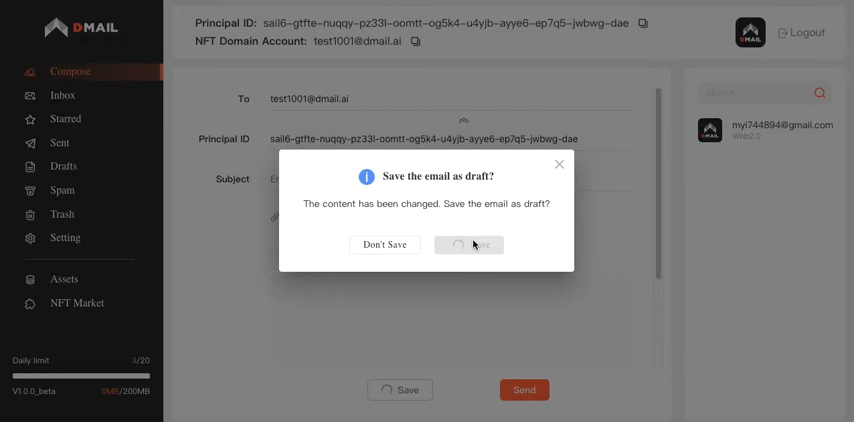 DMAIL
Compose
Inbox
Starred
Sent
Drafts
Spam
Trash
Setting
Assets
NFT Market
Daily limit 3/20
V1.0.0_beta 0MB/200MB
Principal ID: sail6-gtfte-nuqqy-pz33l-oomtt-og5k4-u4yjb-ayye6-ep7q5-jwbwg-dae
NFT Domain Account: test1001@dmail.ai
DMAIL
Logout
To test1001@dmail.ai
Principal ID sail6-gtfte-nuqqy-pz33l-oomtt-og5k4-u4yjb-ayye6-ep7q5-jwbwg-dae
Subject
Save the email as draft?
The content has been changed. Save the email as draft?
Don't Save
Save Send
Search
myi744894@gmail.com
Web2.0